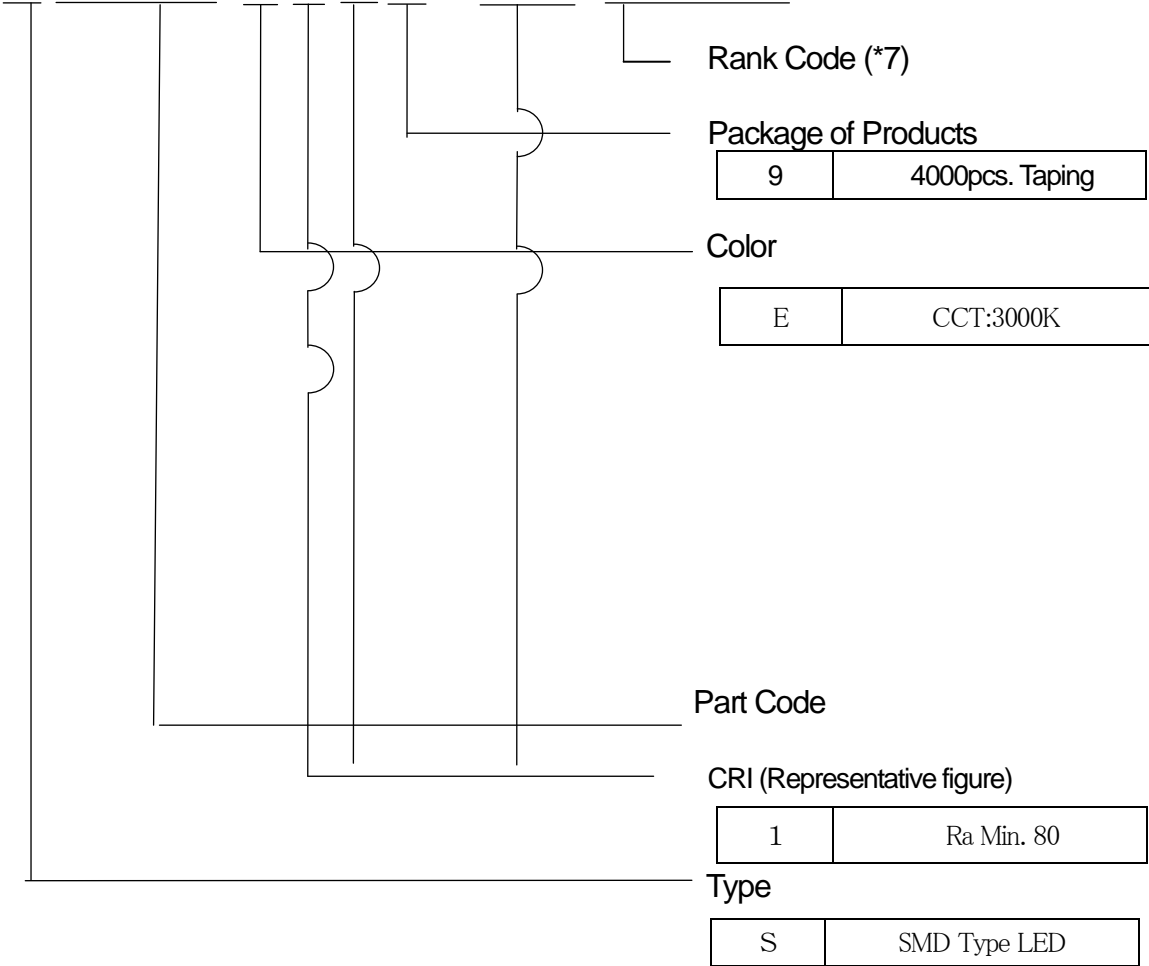 Rank Code (*7)
Package of Products
9 4000pcs. Taping
Color
E CCT:3000K
Part Code
CRI (Representative figure)
1 Ra Min. 80
Type
S SMD Type LED